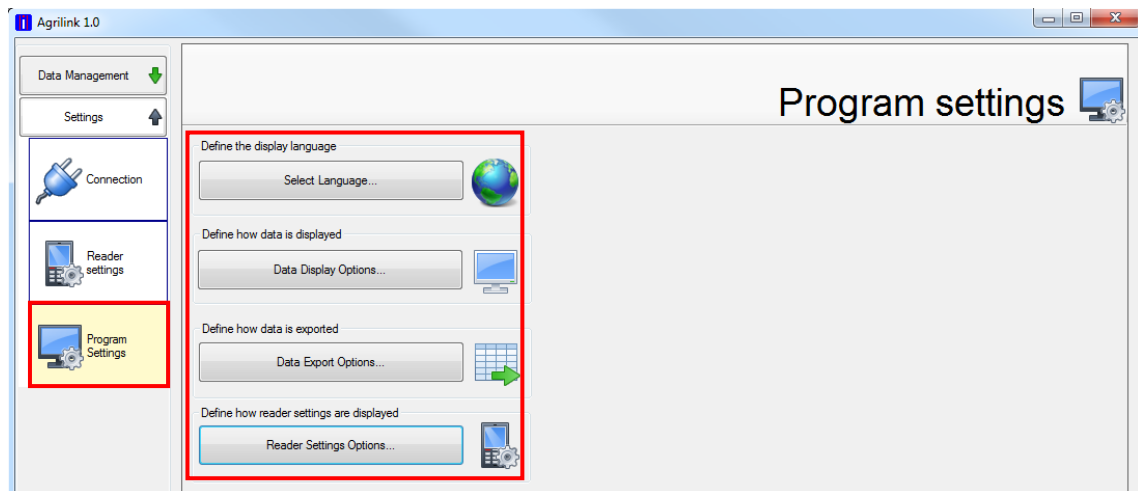 Agrilink 1.0
Data Management
Settings
Connection
Reader
settings
Program
Settings
Program settings
Define the display language
Select Language...
Define how data is displayed
Data Display Options...
Define how data is exported
Data Export Options...
Define how reader settings are displayed
Reader Settings Options...